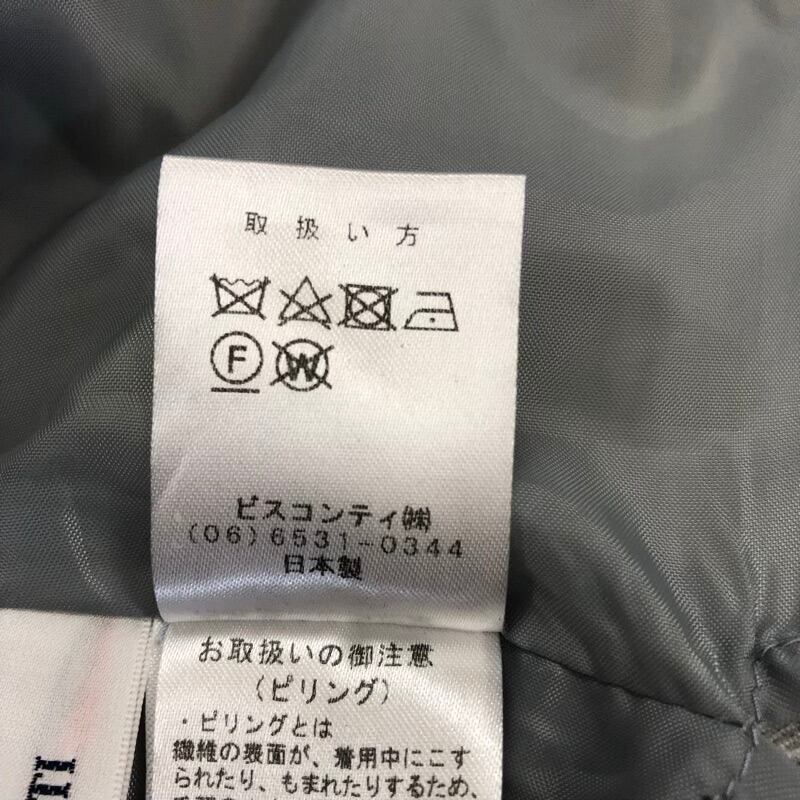 取扱い方
F W
ビスコンティ㈱
(06)6531-0344
日本製
お取扱いの御注意
（ピリング）
・ピリングとは
繊維の表面が、着用中にこす
られたり、もまれたりするため、